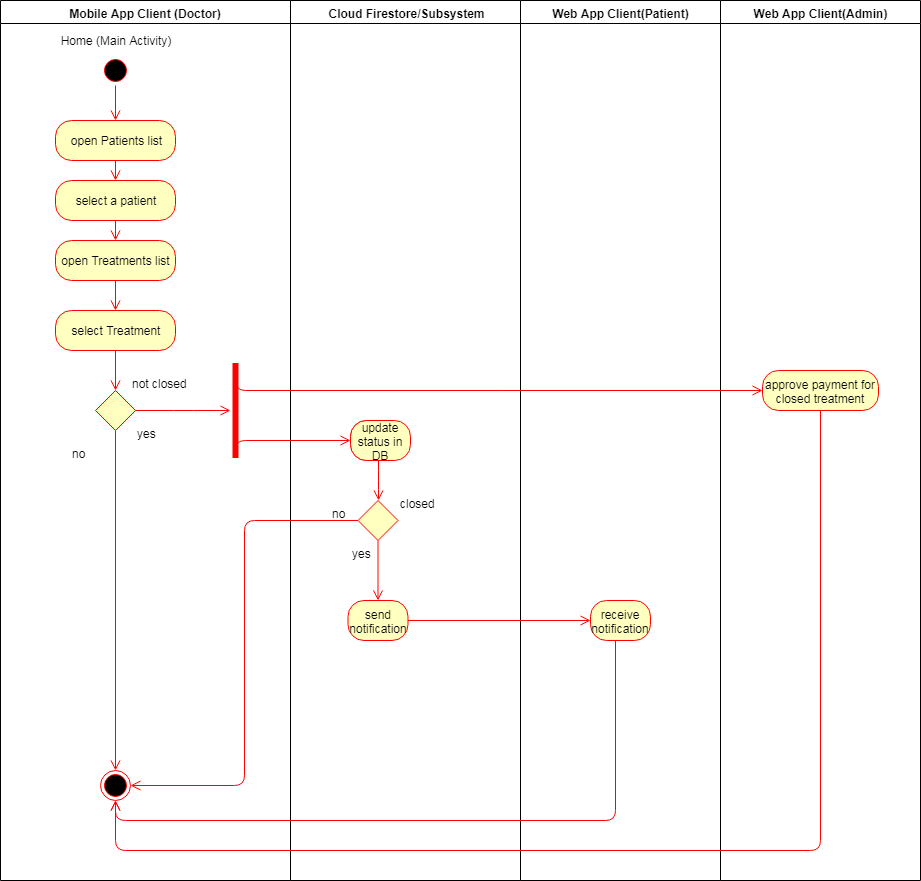 Mobile App Client (Doctor)
Cloud Firestore/Subsystem
Web App Client(Patient)
Web App Client(Admin)
Home (Main Activity)
open Patients list
select a patient
open Treatments list
select Treatment
not closed
yes
no
approve payment for
closed treatment
update
status in
DB
closed
no
yes
send
notification
receive
notification